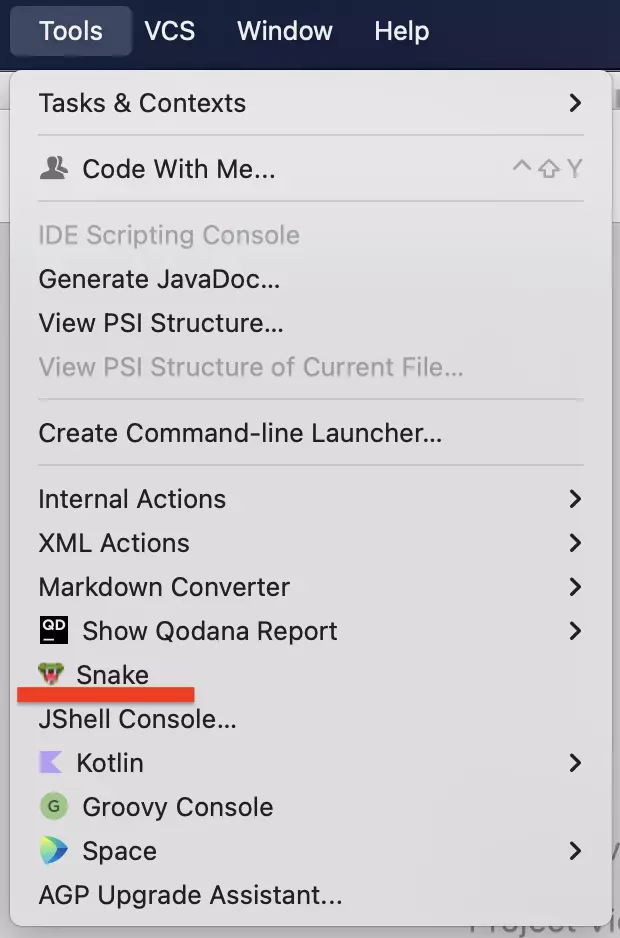 Tools VCS Window Help
Tasks & Contexts
Code With Me... ^⇧Y
IDE Scripting Console
Generate JavaDoc...
View PSI Structure...
View PSI Structure of Current File...
Create Command-line Launcher...
Internal Actions
XML Actions
Markdown Converter
QD Show Qodana Report
Snake
JShell Console...
Kotlin
G Groovy Console
Space
AGP Upgrade Assistant...